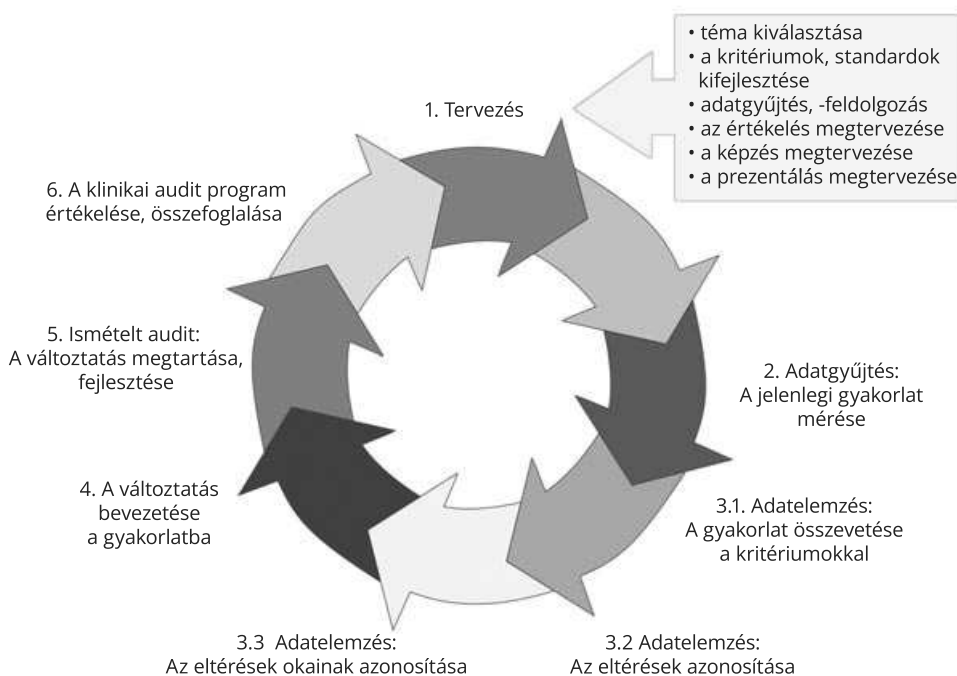 1. Tervezés
• téma kiválasztása
• a kritériumok, standardok
kifejlesztése
• adatgyűjtés, -feldolgozás
• az értékelés megtervezése
• a képzés megtervezése
• a prezentálás megtervezése
2. Adatgyűjtés:
A jelenlegi gyakorlat
mérése
3.1. Adatelemzés:
A gyakorlat összevetése
a kritériumokkal
3.2 Adatelemzés:
Az eltérések azonosítása
3.3 Adatelemzés:
Az eltérések okainak azonosítása
4. A változtatás
bevezetése
a gyakorlatba
5. Ismételt audit:
A változtatás megtartása,
fejlesztése
6. A klinikai audit program
értékelése, összefoglalása